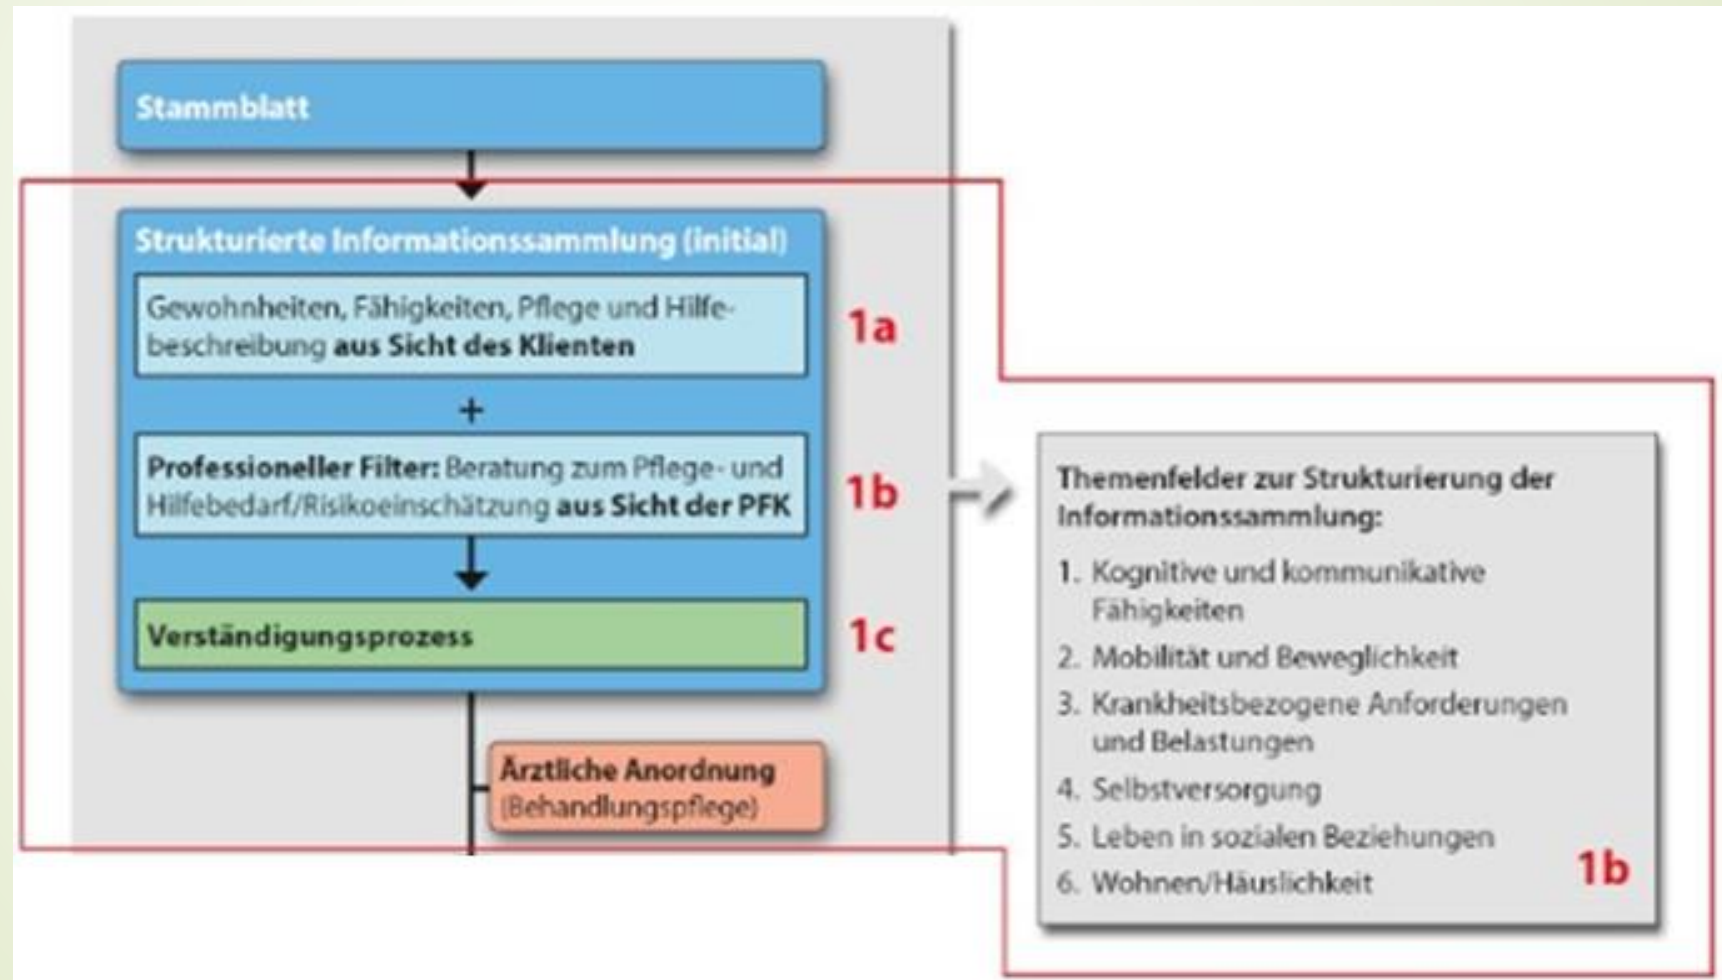 Stammblatt
Strukturierte Informationssammlung (initial)
Gewohnheiten, Fähigkeiten, Pflege und Hilfe-
beschreibung aus Sicht des Klienten
1a
+
Professioneller Filter: Beratung zum Pflege- und
Hilfebedarf/Risikoeinschätzung aus Sicht der PFK
1b
Verständigungsprozess
1c
Ärztliche Anordnung
(Behandlungspflege)
Themenfelder zur Strukturierung der
Informationssammlung:
1. Kognitive und kommunikative
Fähigkeiten
2. Mobilität und Beweglichkeit
3. Krankheitsbezogene Anforderungen
und Belastungen
4. Selbstversorgung
5. Leben in sozialen Beziehungen
6. Wohnen/Häuslichkeit
1b